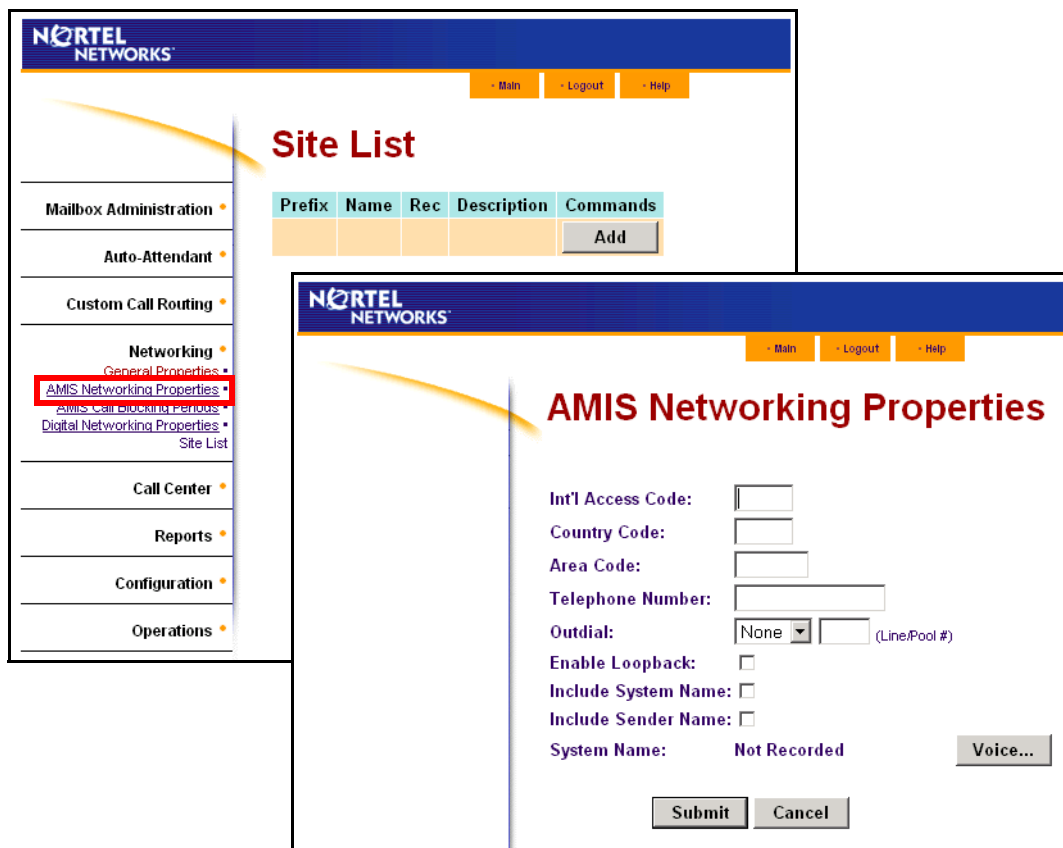 NORTEL
NETWORKS
- Main - Logout - Help
Site List
Prefix Name Rec Description Commands
Add
Mailbox Administration
Auto-Attendant
Custom Call Routing
Networking
General Properties
AMIS Networking Properties
AMIS Call Blocking Periods
Digital Networking Properties
Site List
Call Center
Reports
Configuration
Operations
NORTEL
NETWORKS
- Main - Logout - Help
AMIS Networking Properties
Int'l Access Code:
Country Code:
Area Code:
Telephone Number:
Outdial: None (Line/Pool #)
Enable Loopback:
Include System Name:
Include Sender Name:
System Name: Not Recorded Voice...
Submit Cancel